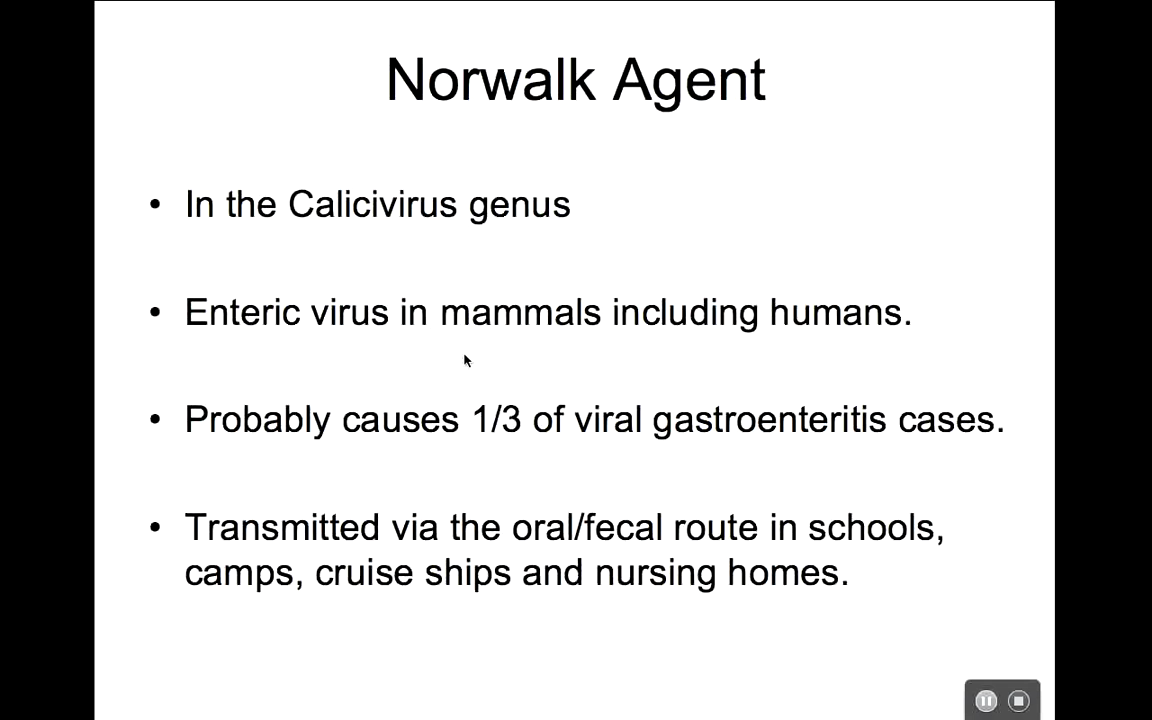 Norwalk Agent
• In the Calicivirus genus
• Enteric virus in mammals including humans.
• Probably causes 1/3 of viral gastroenteritis cases.
• Transmitted via the oral/fecal route in schools,
camps, cruise ships and nursing homes.